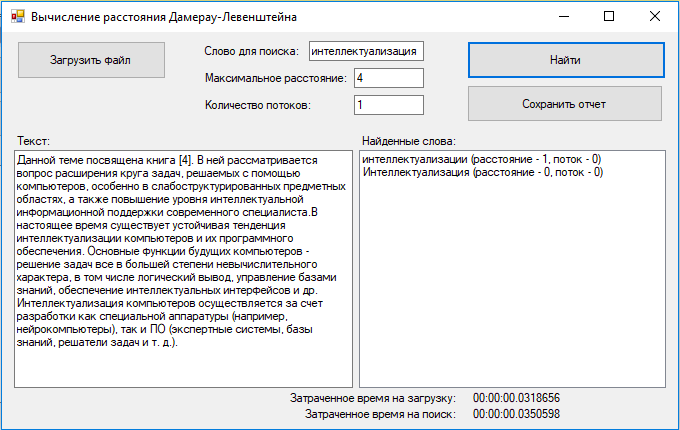 Вычисление расстояния Дамерау-Левенштейна
Загрузить файл
Слово для поиска: интеллектуализация
Максимальное расстояние: 4
Количество потоков: 1
Найти
Сохранить отчет
Текст:
Данной теме посвящена книга [4]. В ней рассматривается
вопрос расширения круга задач, решаемых с помощью
компьютеров, особенно в слабоструктурированных предметных
областях, а также повышение уровня интеллектуальной
информационной поддержки современного специалиста.В
настоящее время существует устойчивая тенденция
интеллектуализации компьютеров и их программного
обеспечения. Основные функции будущих компьютеров -
решение задач все в большей степени невычислительного
характера, в том числе логический вывод, управление базами
знаний, обеспечение интеллектуальных интерфейсов и др.
Интеллектуализация компьютеров осуществляется за счет
разработки как специальной аппаратуры (например,
нейрокомпьютеры), так и ПО (экспертные системы, базы
знаний, решатели задач и т. д.).
Найденные слова:
интеллектуализации (расстояние - 1, поток - 0)
Интеллектуализация (расстояние - 0, поток - 0)
Затраченное время на загрузку: 00:00:00.0318656
Затраченное время на поиск: 00:00:00.0350598